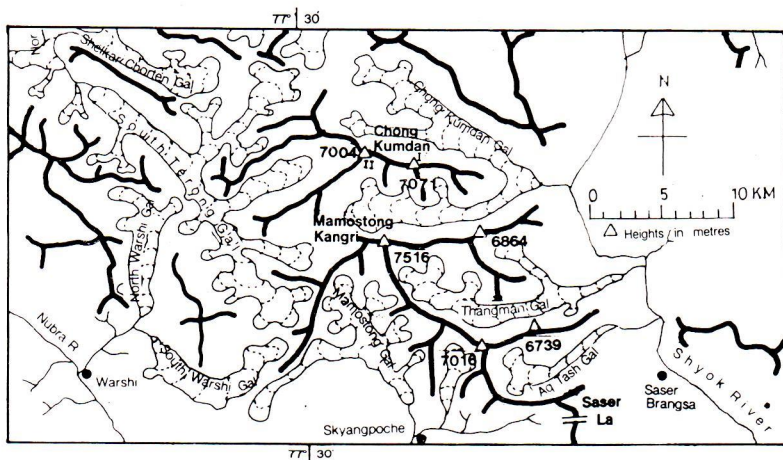 77° 30'
Nor
Shelkar Chorten Gal
South Terong Gal
Chong Kumdan Gal
N
Chong
Kumdan
7004
II
I
7071
0 5 10 KM
Heights in metres
North Warshi Gal
Mamostong
Kangri
6864
7516
Mamostong Gal
Thangman Gal
Nubra R
South Warshi Gal
7016
6739
Aq Tash Gal
Warshi
Saser
La
Saser
Brangsa
Shyok River
Skyangpoche
77° 30'